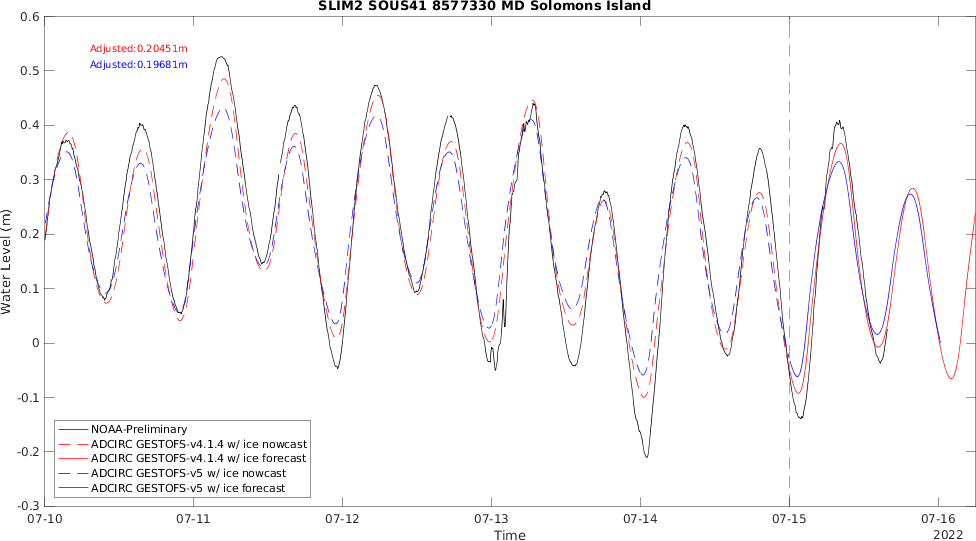 SLIM2 SOUS41 8577330 MD Solomons Island
Adjusted:0.20451m
Adjusted:0.19681m
0.6
0.5
0.4
0.3
0.2
0.1
0
-0.1
-0.2
-0.3
Water Level (m)
NOAA-Preliminary
ADCIRC GESTOFS-v4.1.4 w/ ice nowcast
ADCIRC GESTOFS-v4.1.4 w/ ice forecast
ADCIRC GESTOFS-v5 w/ ice nowcast
ADCIRC GESTOFS-v5 w/ ice forecast
07-10 07-11 07-12 07-13 07-14 07-15 07-16
Time
2022